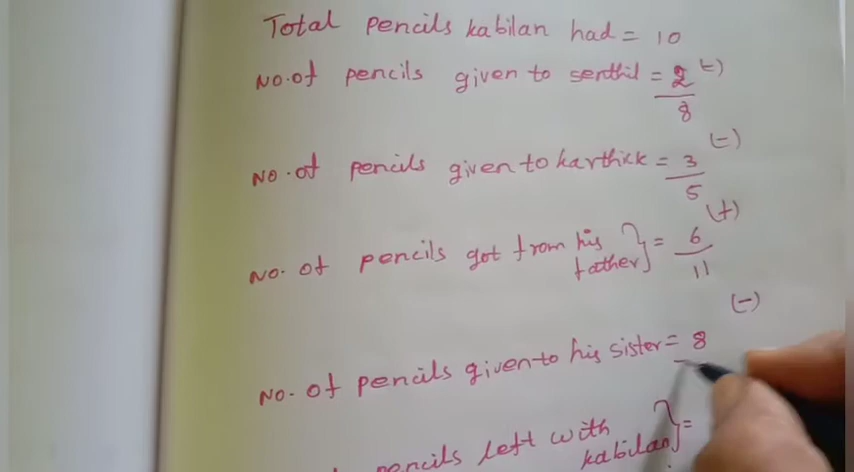 Total pencils kabilan had = 10
No. of pencils given to senthil = 2 (-)
8
No. of pencils given to karthick = 3 (-)
5
No. of pencils got from his father } = 6 (+)
11
No. of pencils given to his sister = 8 (-)
pencils left with kabilan } =